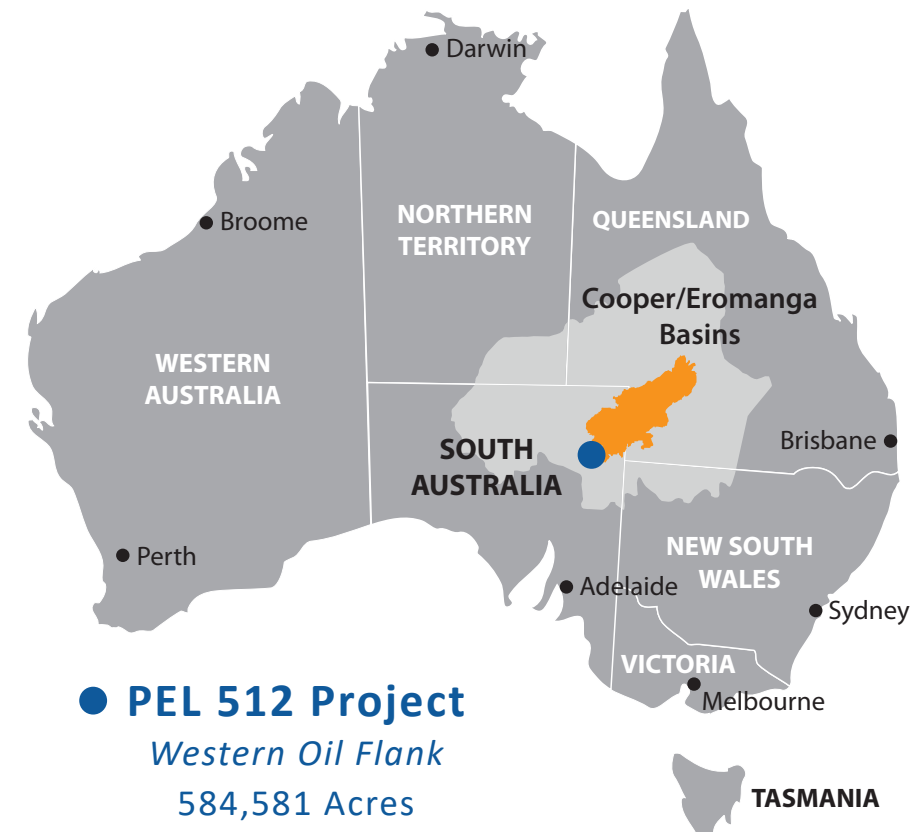 Darwin
Broome
NORTHERN
TERRITORY
QUEENSLAND
Cooper/Eromanga
Basins
WESTERN
AUSTRALIA
SOUTH
AUSTRALIA
Brisbane
Perth
NEW SOUTH
WALES
Adelaide
Sydney
VICTORIA
Melbourne
PEL 512 Project
Western Oil Flank
584,581 Acres
TASMANIA